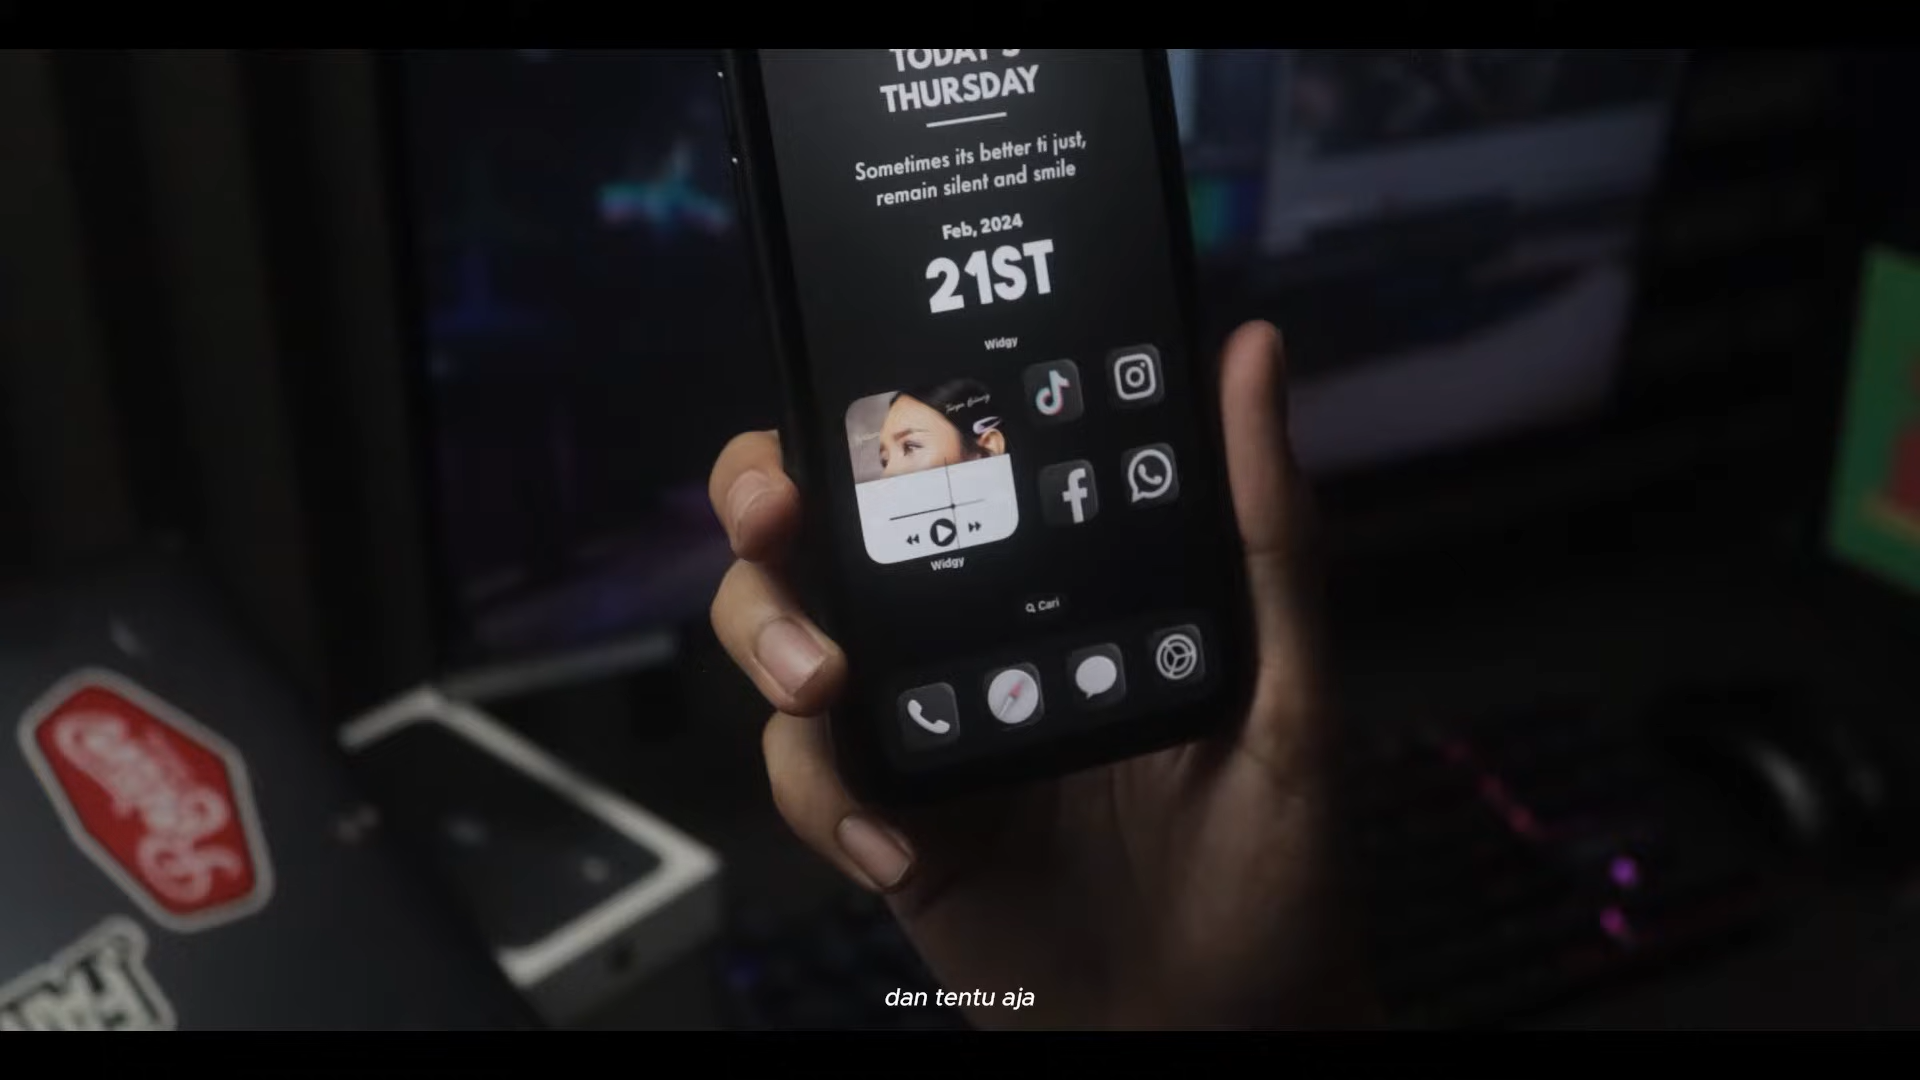 TODAY'S
THURSDAY
Sometimes its better ti just,
remain silent and smile
Feb, 2024
21ST
Widgy
Widgy
Cari
dan tentu aja